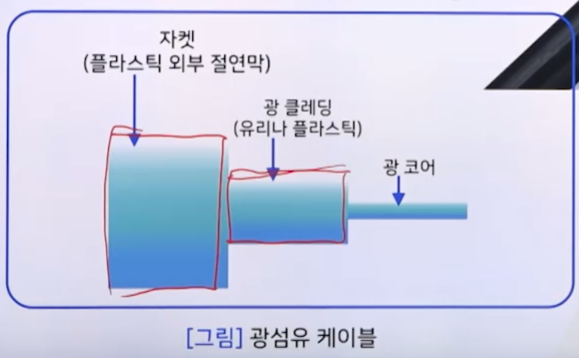 자켓
(플라스틱 외부 절연막)
광 클레딩
(유리나 플라스틱)
광 코어
[그림] 광섬유 케이블